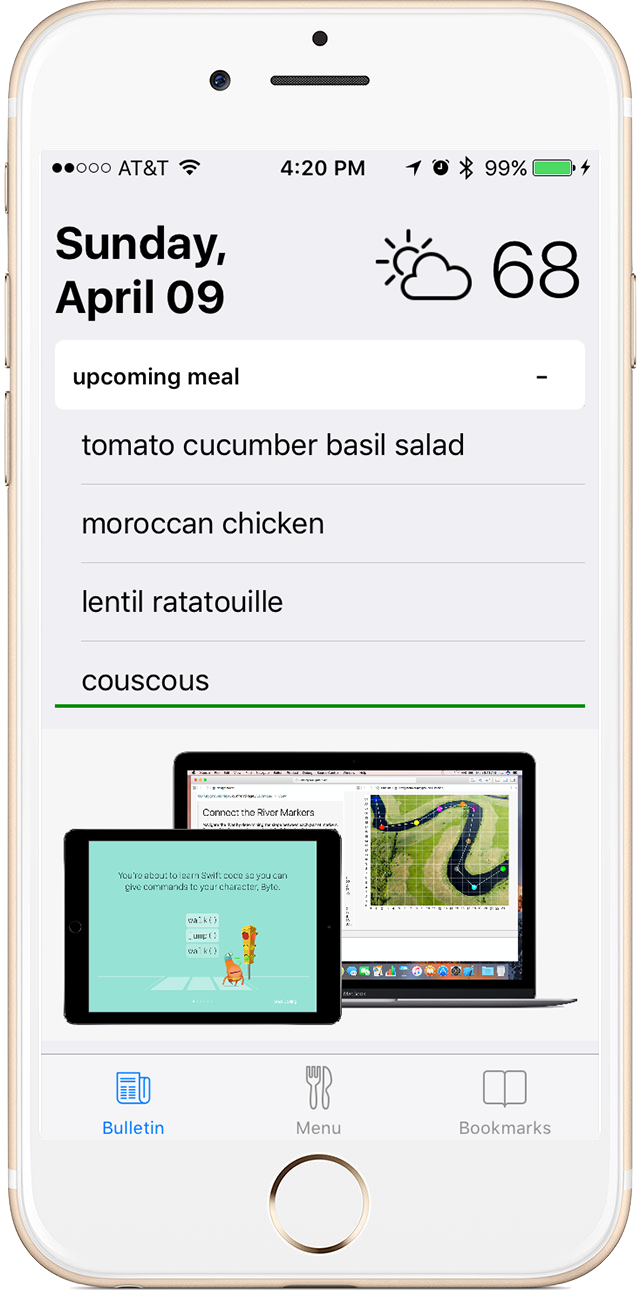 AT&T 4:20 PM 99%
Sunday,
April 09
68
upcoming meal -
tomato cucumber basil salad
moroccan chicken
lentil ratatouille
couscous
Connect the River Markers
You're about to learn Swift code so you can
give commands to your character, Byte.
walk()
jump()
walk()
Bulletin Menu Bookmarks